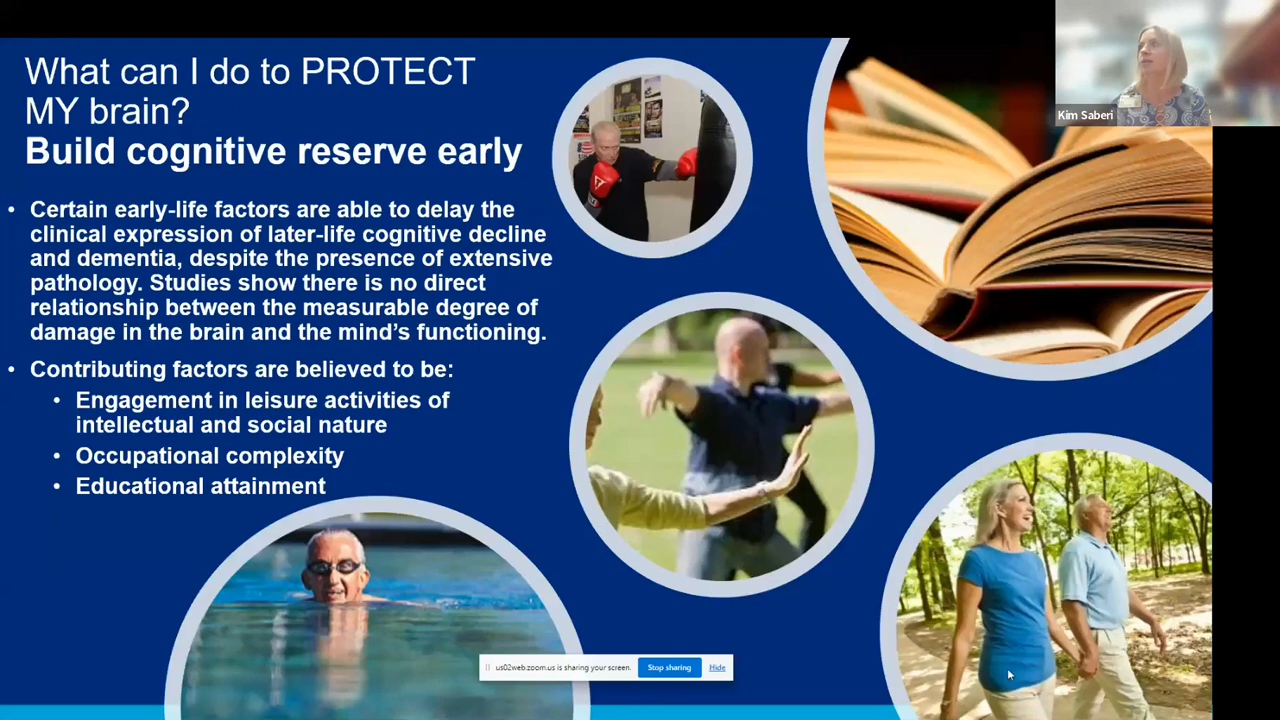 What can I do to PROTECT
MY brain?
Build cognitive reserve early
• Certain early-life factors are able to delay the
clinical expression of later-life cognitive decline
and dementia, despite the presence of extensive
pathology. Studies show there is no direct
relationship between the measurable degree of
damage in the brain and the mind’s functioning.
• Contributing factors are believed to be:
• Engagement in leisure activities of
intellectual and social nature
• Occupational complexity
• Educational attainment
Kim Saberi
us02web.zoom.us is sharing your screen.
Stop sharing
Hide